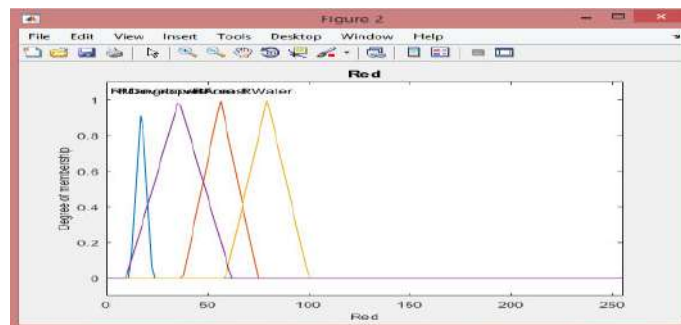 Figure 2
File Edit View Insert Tools Desktop Window Help
Red
RWater
1
0.8
0.6
0.4
0.2
0
Degree of membership
0 50 100 150 200 250
Red